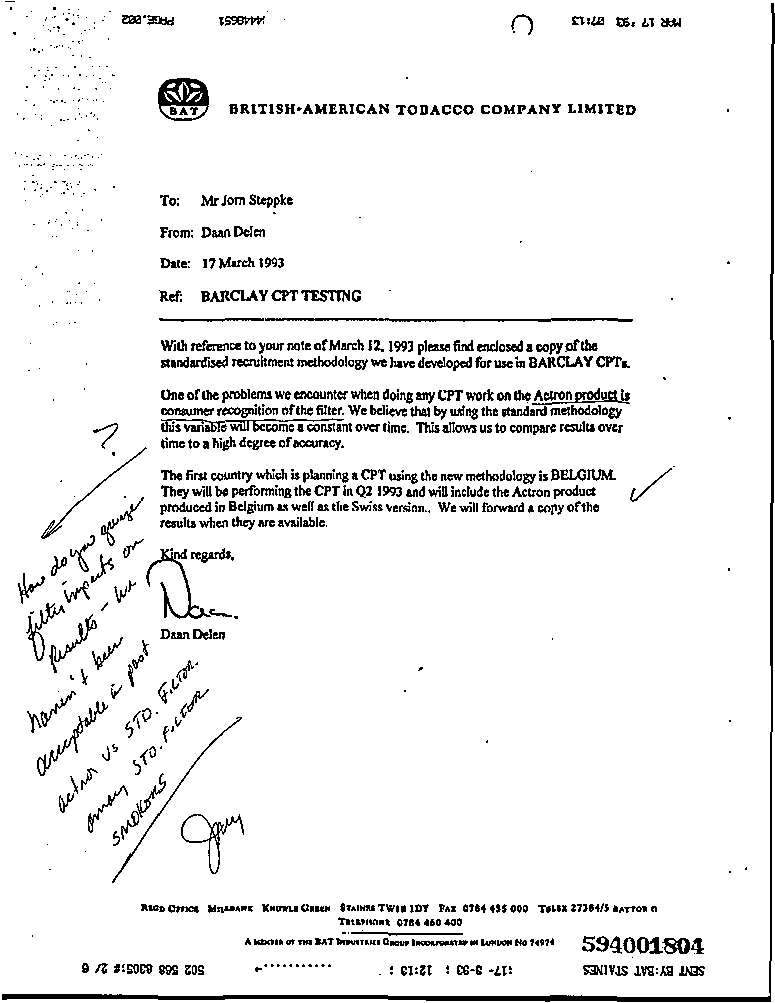 MAR 17 '93 07:13
PAGE.002
BAT
BRITISH-AMERICAN TOBACCO COMPANY LIMITED
To: Mr Jorn Steppke
From: Daan Delen
Date: 17 March 1993
Ref: BARCLAY CPT TESTING
With reference to your note of March 12, 1993 please find enclosed a copy of the
standardised recruitment methodology we have developed for use in BARCLAY CPTs.
One of the problems we encounter when doing any CPT work on the Actron product is
consumer recognition of the filter. We believe that by using the standard methodology
this variable will become a constant over time. This allows us to compare results over
time to a high degree of accuracy.
?
The first country which is planning a CPT using the new methodology is BELGIUM.
They will be performing the CPT in Q2 1993 and will include the Actron product
produced in Belgium as well as the Swiss version.. We will forward a copy of the
results when they are available.
Kind regards,
Daan
Daan Delen
How do you
filter impacts on
Results -
haven't been
acceptable in past
actron vs STD. FILTER
among STD. FILTER
SMOKERS
REGD OFFICE MILLBANK KNOWLE GREEN STAINES TW18 1DY FAX 0784 455 000 TELEX 27384/5 BATTOB G
TELEPHONE 0784 460 400
A MEMBER OF THE BAT INDUSTRIES GROUP INCORPORATED IN LONDON NO 74974
594001804
SENT BY:BAT STAINES
:17- 3-93 : 12:13 :
502 568 8305:# 2/ 6